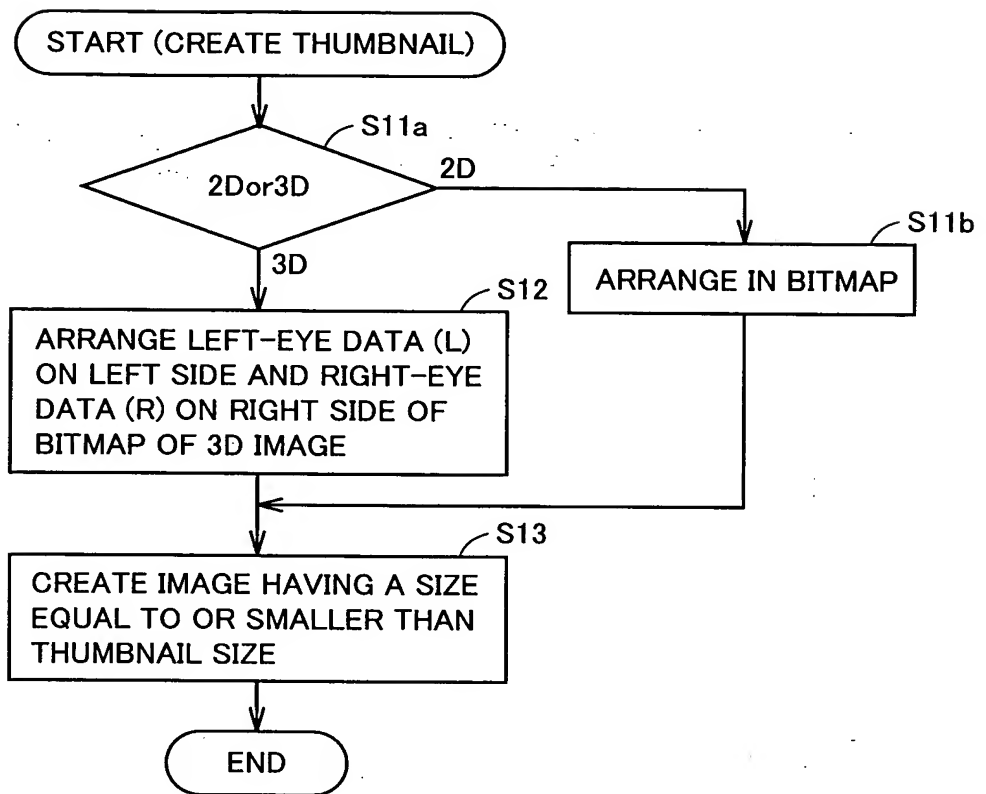 START (CREATE THUMBNAIL)
S11a
2Dor3D
2D
3D
S11b
ARRANGE IN BITMAP
S12
ARRANGE LEFT-EYE DATA (L)
ON LEFT SIDE AND RIGHT-EYE
DATA (R) ON RIGHT SIDE OF
BITMAP OF 3D IMAGE
S13
CREATE IMAGE HAVING A SIZE
EQUAL TO OR SMALLER THAN
THUMBNAIL SIZE
END